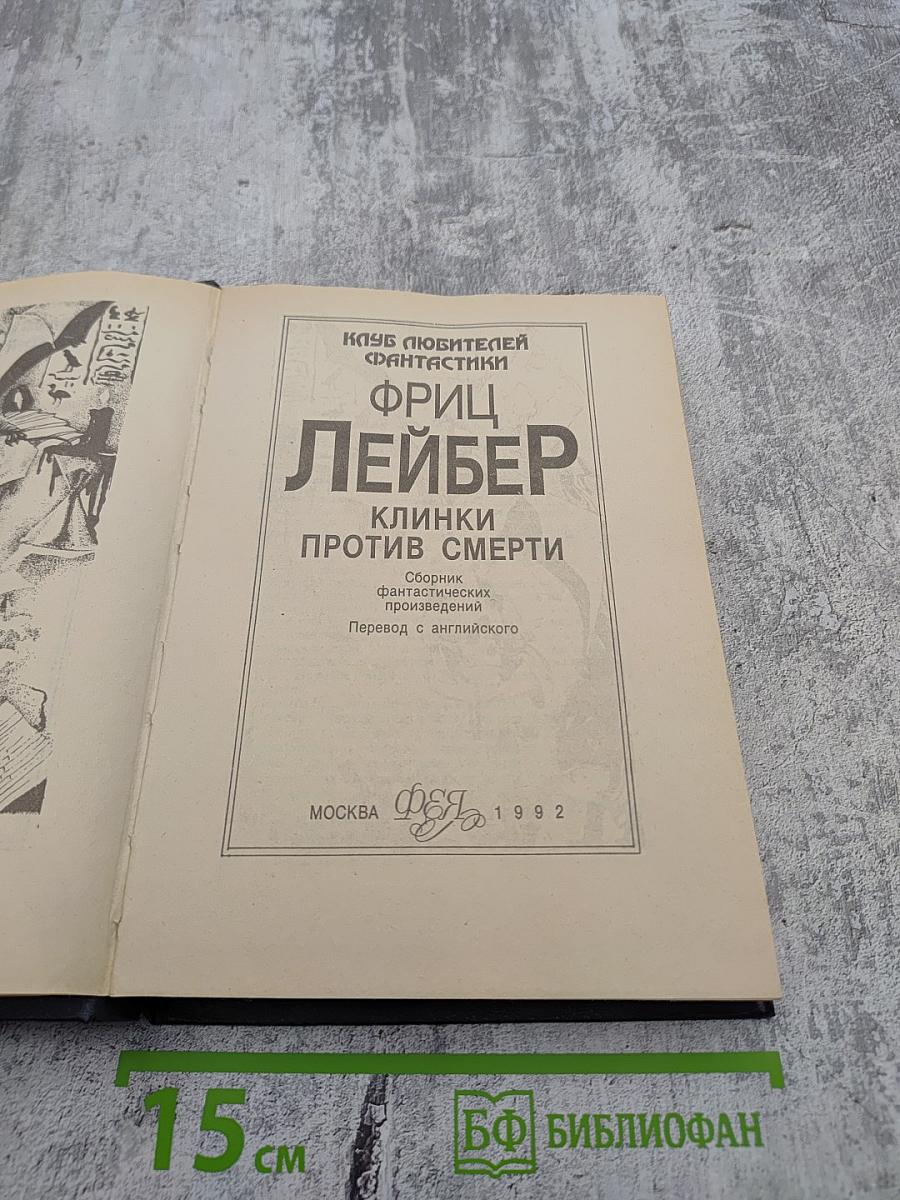 КЛУБ ЛЮБИТЕЛЕЙ
ФАНТАСТИКИ
ФРИЦ
ЛЕЙБЕР
КЛИНКИ
ПРОТИВ СМЕРТИ
Сборник
фантастических
произведений
Перевод с английского
МОСКВА ФЕЯ 1992
15 см
БФ БИБЛИОФАН